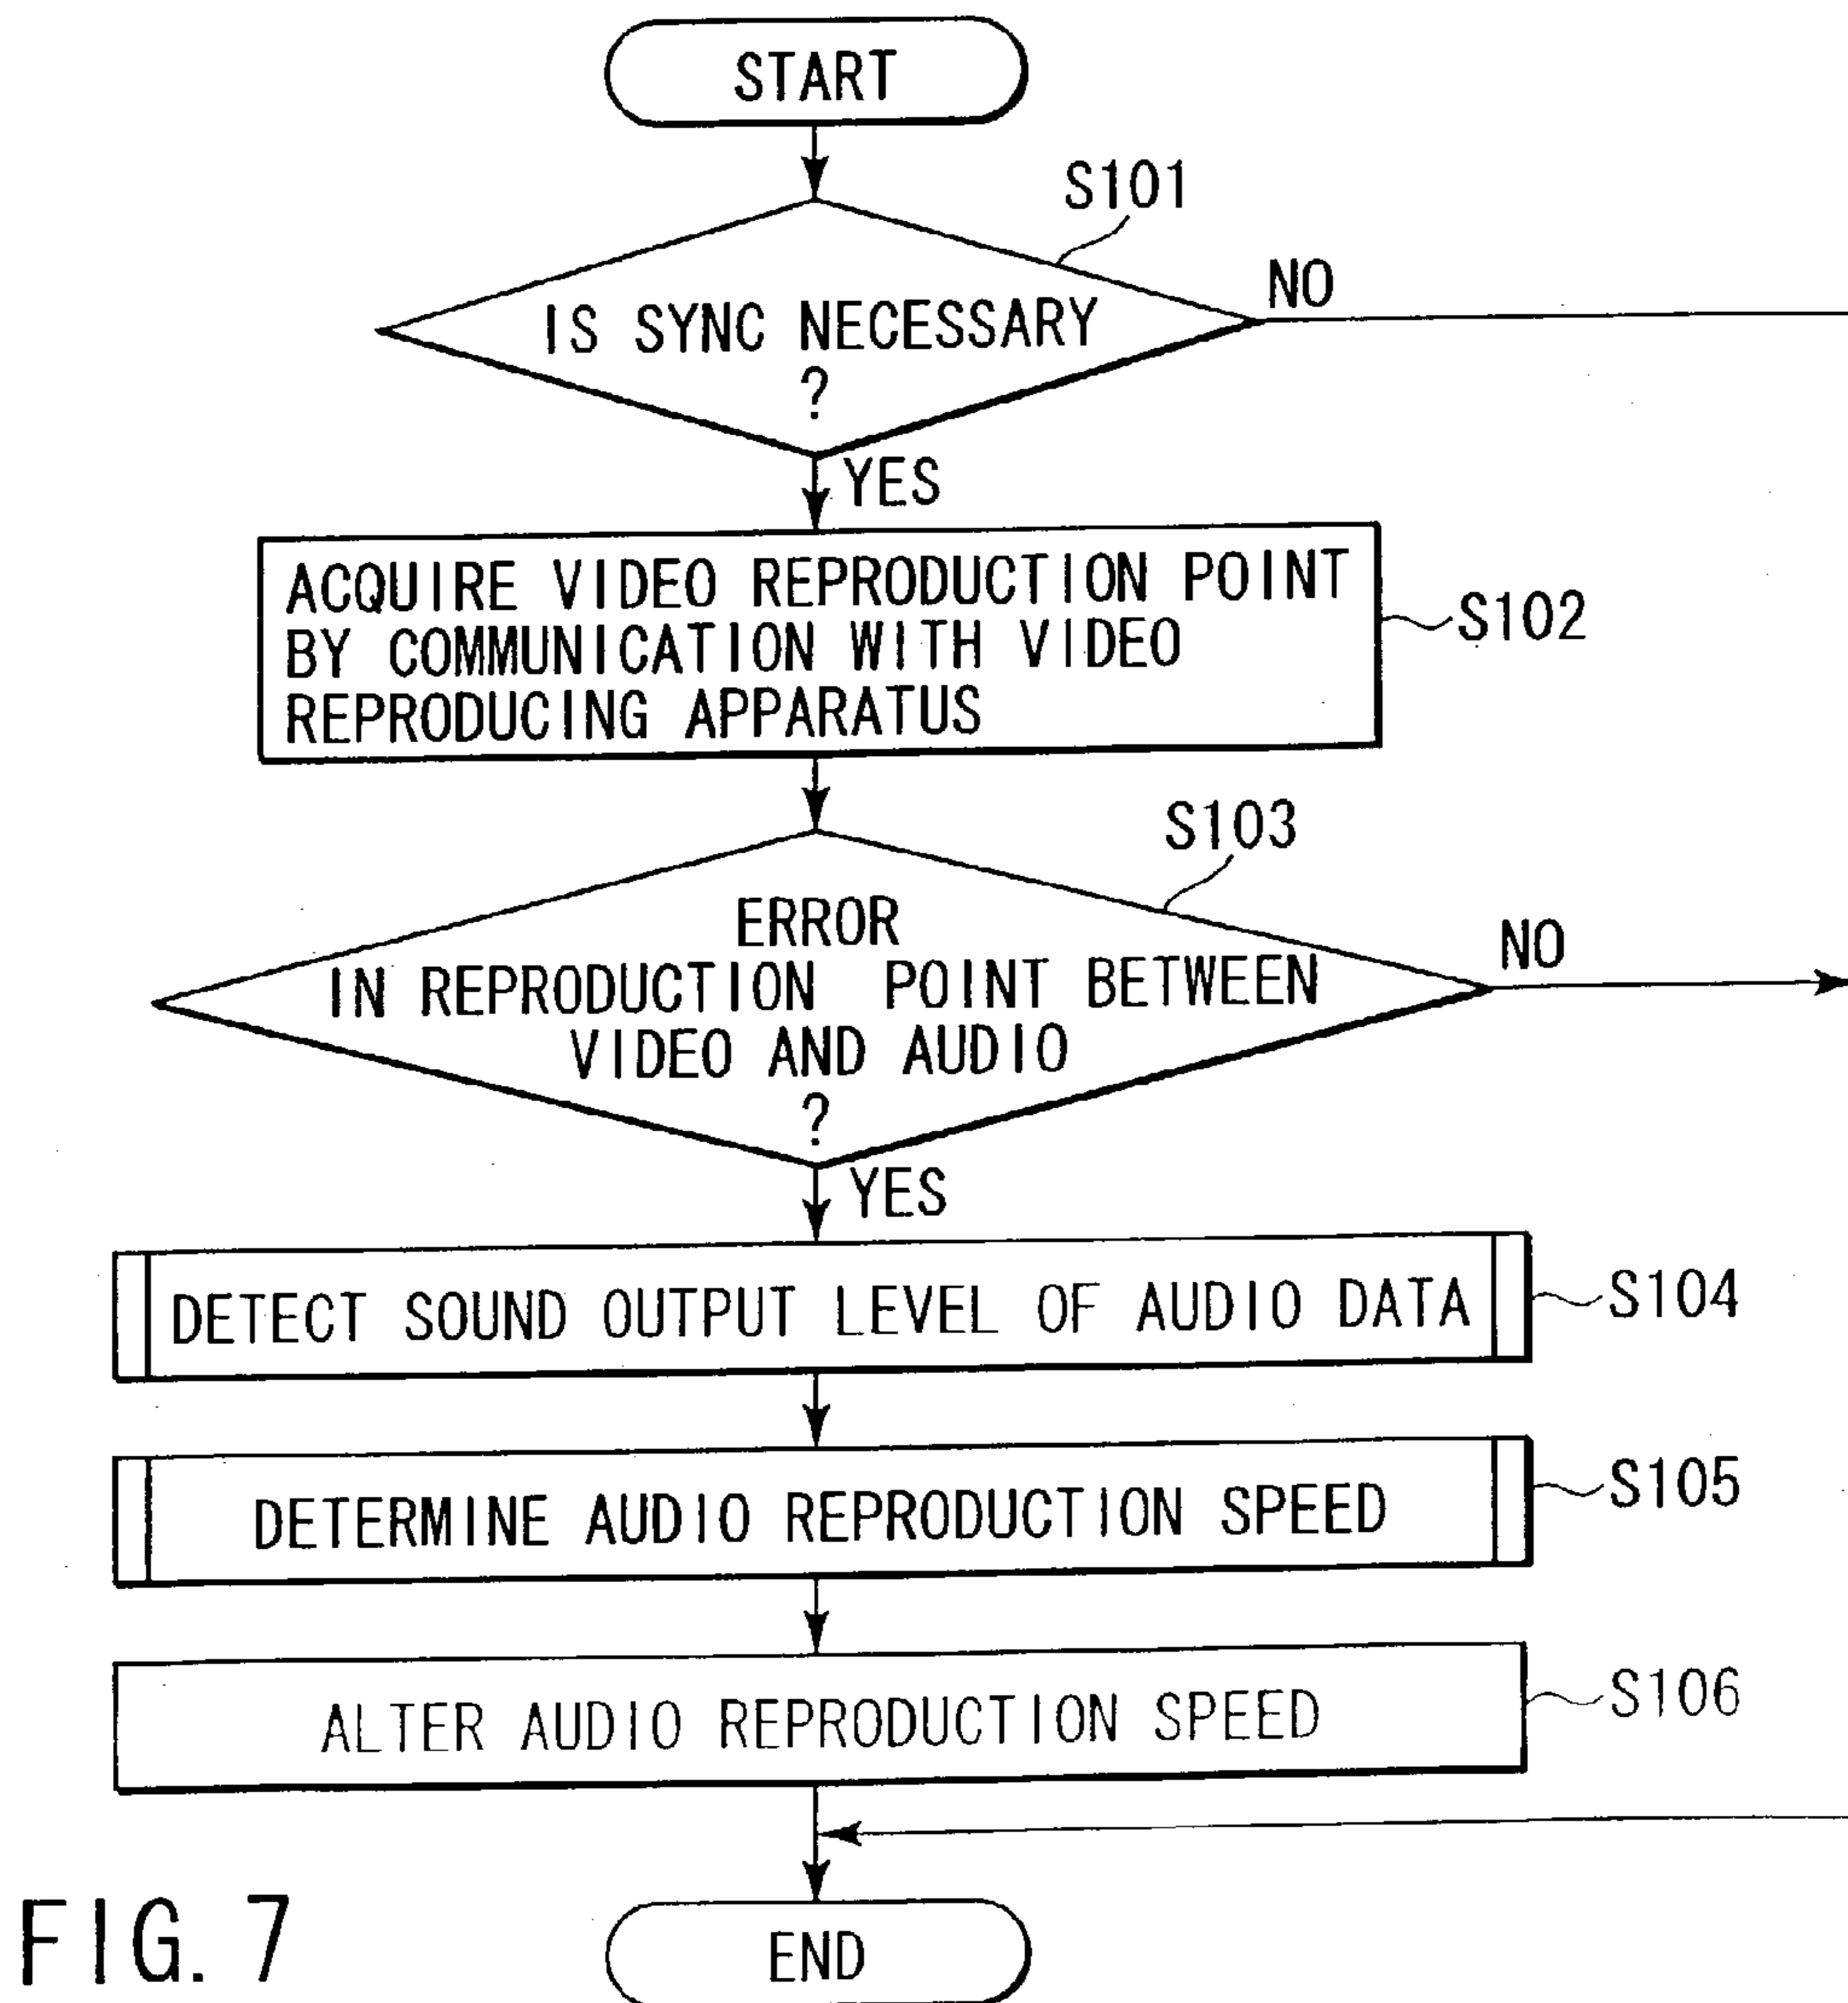 START
S101
IS SYNC NECESSARY
?
NO
YES
ACQUIRE VIDEO REPRODUCTION POINT
BY COMMUNICATION WITH VIDEO
REPRODUCING APPARATUS
S102
S103
ERROR
IN REPRODUCTION POINT BETWEEN
VIDEO AND AUDIO
?
NO
YES
DETECT SOUND OUTPUT LEVEL OF AUDIO DATA
S104
DETERMINE AUDIO REPRODUCTION SPEED
S105
ALTER AUDIO REPRODUCTION SPEED
S106
END
FIG. 7